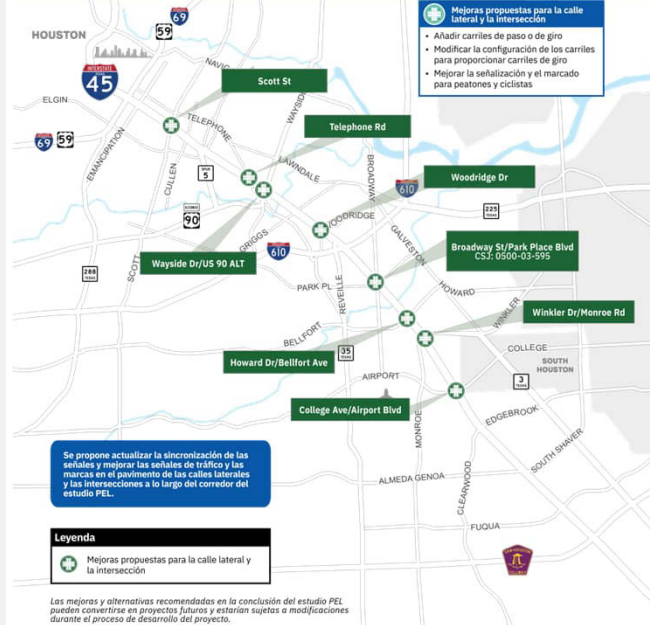 Mejoras propuestas para la calle
lateral y la intersección
• Añadir carriles de paso o de giro
• Modificar la configuración de los carriles
para proporcionar carriles de giro
• Mejorar la señalización y el marcado
para peatones y ciclistas
HOUSTON
69
59
INTERSTATE
45
ELGIN
69 59
EMANCIPATION
TELEPHONE
CULLEN
5
90
SCOTT
288
TEXAS
WAYSIDE
LAWNDALE
BROADWAY
610
225
TEXAS
WOODRIDGE
GRIGGS
610
GALVESTON
HOWARD
PARK PL
REVEILLE
WINKLER
BELLFORT
35
TEXAS
COLLEGE
SOUTH
HOUSTON
AIRPORT
3
TEXAS
MONROE
EDGEBROOK
SOUTH SHAVER
ALMEDA GENOA
CLEARWOOD
FUQUA
Scott St
Telephone Rd
Woodridge Dr
Wayside Dr/US 90 ALT
Broadway St/Park Place Blvd
CSJ: 0500-03-595
Winkler Dr/Monroe Rd
Howard Dr/Bellfort Ave
College Ave/Airport Blvd
Se propone actualizar la sincronización de las
señales y mejorar las señales de tráfico y las
marcas en el pavimento de las calles laterales
y las intersecciones a lo largo del corredor del
estudio PEL.
Leyenda
Mejoras propuestas para la calle lateral y
la intersección
Las mejoras y alternativas recomendadas en la conclusión del estudio PEL
pueden convertirse en proyectos futuros y estarían sujetas a modificaciones
durante el proceso de desarrollo del proyecto.